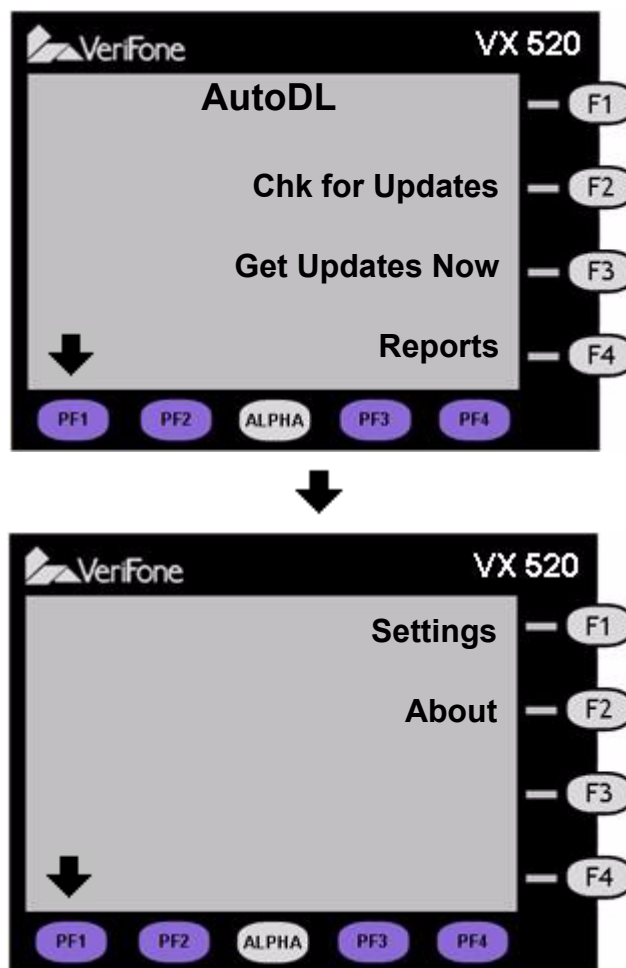 VeriFone VX 520
AutoDL F1
Chk for Updates F2
Get Updates Now F3
Reports F4
PF1 PF2 ALPHA PF3 PF4
VeriFone VX 520
Settings F1
About F2
F3
F4
PF1 PF2 ALPHA PF3 PF4